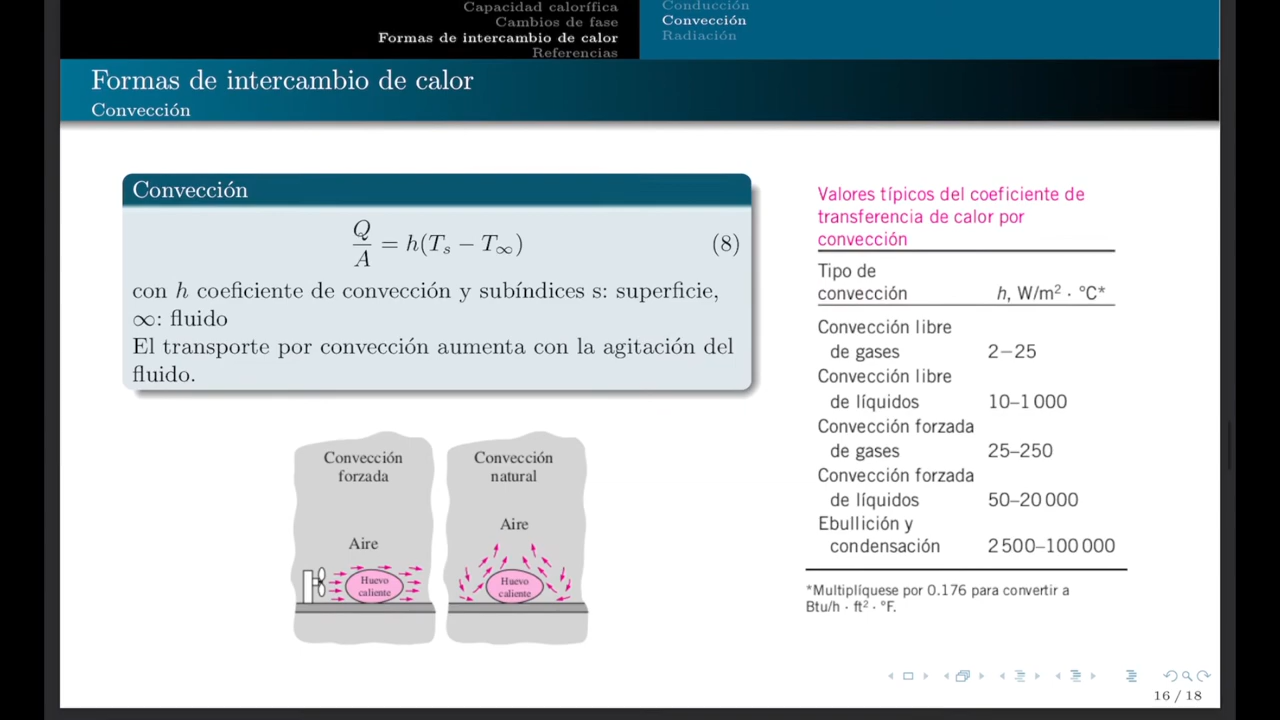 Capacidad calorífica
Cambios de fase
Formas de intercambio de calor
Referencias
Conducción
Convección
Radiación
Formas de intercambio de calor
Convección
Convección
Q/A = h(Tₛ − T∞) (8)
con h coeficiente de convección y subíndices s: superficie,
∞: fluido
El transporte por convección aumenta con la agitación del
fluido.
Convección
forzada
Aire
Huevo
caliente
Convección
natural
Aire
Huevo
caliente
Valores típicos del coeficiente de
transferencia de calor por
convección
Tipo de
convección h, W/m² · °C*
Convección libre
de gases 2–25
Convección libre
de líquidos 10–1 000
Convección forzada
de gases 25–250
Convección forzada
de líquidos 50–20 000
Ebullición y
condensación 2 500–100 000
*Multiplíquese por 0.176 para convertir a
Btu/h · ft² · °F.
16 / 18